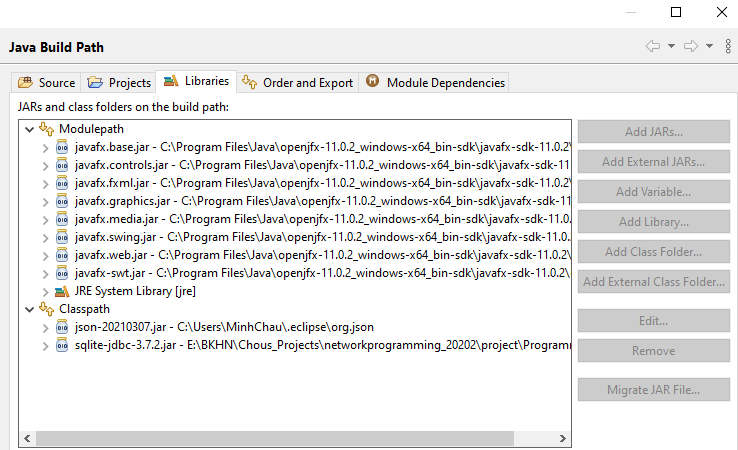 Java Build Path
Source Projects Libraries Order and Export Module Dependencies
JARs and class folders on the build path:
Modulepath
javafx.base.jar - C:\Program Files\Java\openjfx-11.0.2_windows-x64_bin-sdk\javafx-sdk-11.0.2\
javafx.controls.jar - C:\Program Files\Java\openjfx-11.0.2_windows-x64_bin-sdk\javafx-sdk-11
javafx.fxml.jar - C:\Program Files\Java\openjfx-11.0.2_windows-x64_bin-sdk\javafx-sdk-11.0.2\
javafx.graphics.jar - C:\Program Files\Java\openjfx-11.0.2_windows-x64_bin-sdk\javafx-sdk-11
javafx.media.jar - C:\Program Files\Java\openjfx-11.0.2_windows-x64_bin-sdk\javafx-sdk-11.0
javafx.swing.jar - C:\Program Files\Java\openjfx-11.0.2_windows-x64_bin-sdk\javafx-sdk-11.0.
javafx.web.jar - C:\Program Files\Java\openjfx-11.0.2_windows-x64_bin-sdk\javafx-sdk-11.0.2\
javafx-swt.jar - C:\Program Files\Java\openjfx-11.0.2_windows-x64_bin-sdk\javafx-sdk-11.0.2\
JRE System Library [jre]
Classpath
json-20210307.jar - C:\Users\MinhChau\.eclipse\org.json
sqlite-jdbc-3.7.2.jar - E:\BKHN\Chous_Projects\networkprogramming_20202\project\Programm
Add JARs...
Add External JARs...
Add Variable...
Add Library...
Add Class Folder...
Add External Class Folder...
Edit...
Remove
Migrate JAR File...